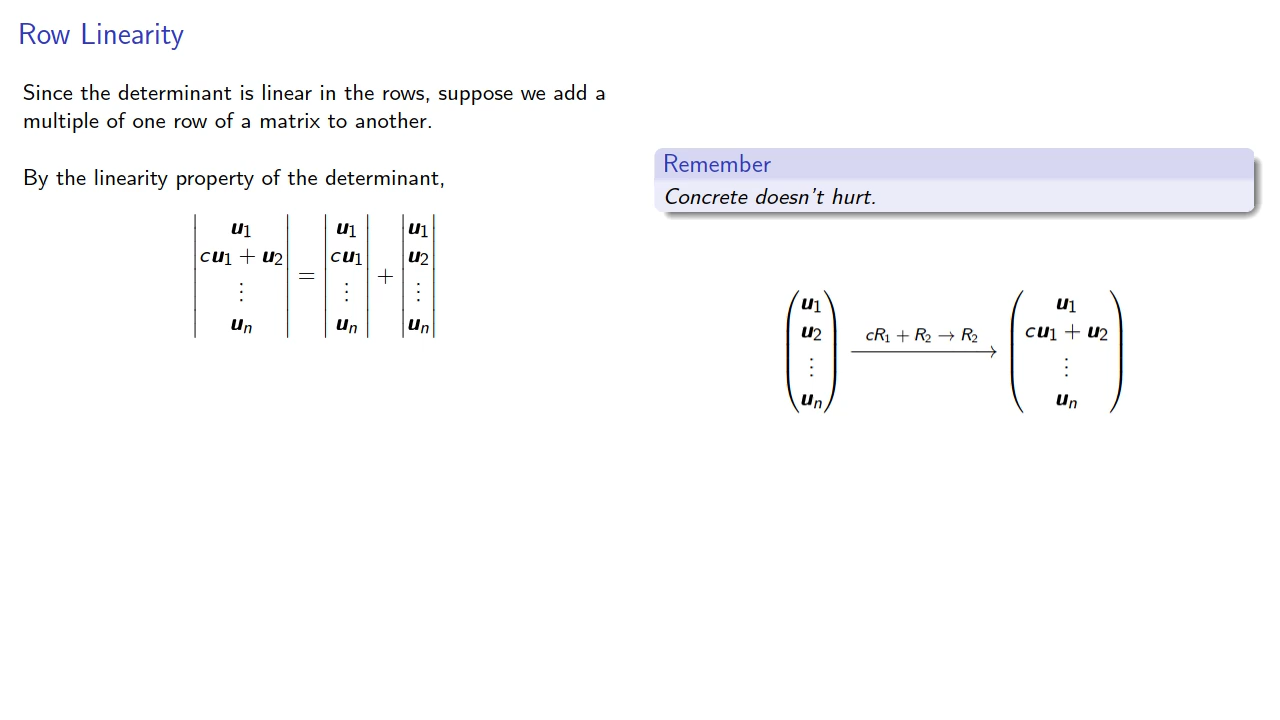 Row Linearity
Since the determinant is linear in the rows, suppose we add a
multiple of one row of a matrix to another.
By the linearity property of the determinant,
| u₁ | | u₁ | | u₁ |
| cu₁ + u₂ | = | cu₁ | + | u₂ |
| ⋮ | | ⋮ | | ⋮ |
| uₙ | | uₙ | | uₙ |
Remember
Concrete doesn't hurt.
( u₁ ) ( u₁ )
( u₂ ) cR₁ + R₂ → R₂ ⟶ ( cu₁ + u₂ )
( ⋮ ) ( ⋮ )
( uₙ ) ( uₙ )